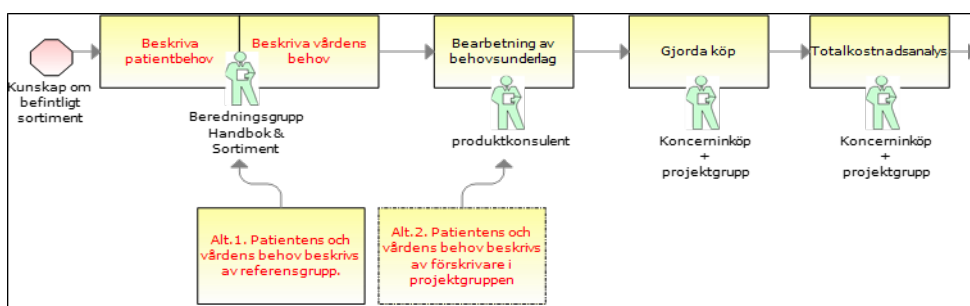 Beskriva
patientbehov
Beskriva vårdens
behov
Bearbetning av
behovsunderlag
Gjorda köp
Totalkostnadsanalys
Kunskap om
befintligt
sortiment
Beredningsgrupp
Handbok &
Sortiment
produktkonsulent
Koncerninköp
+
projektgrupp
Koncerninköp
+
projektgrupp
Alt.1. Patientens och
vårdens behov beskrivs
av referensgrupp.
Alt.2. Patientens och
vårdens behov beskrivs
av förskrivare i
projektgruppen